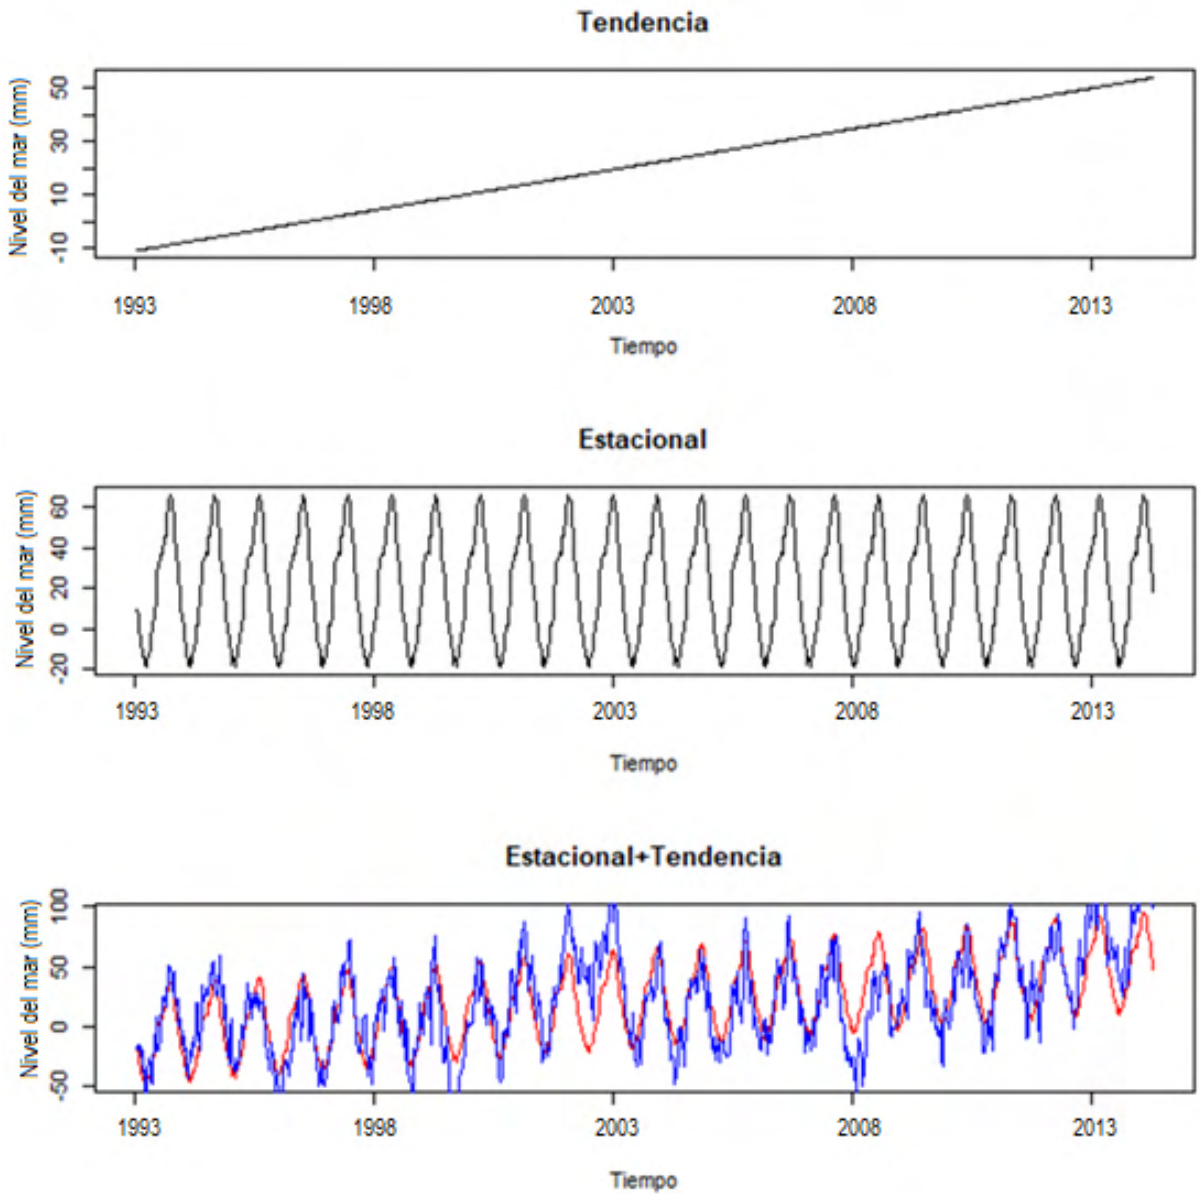 Tendencia
Nivel del mar (mm)
50
30
10
-10
1993 1998 2003 2008 2013
Tiempo
Estacional
Nivel del mar (mm)
60
40
20
0
-20
1993 1998 2003 2008 2013
Tiempo
Estacional+Tendencia
Nivel del mar (mm)
100
50
0
-50
1993 1998 2003 2008 2013
Tiempo